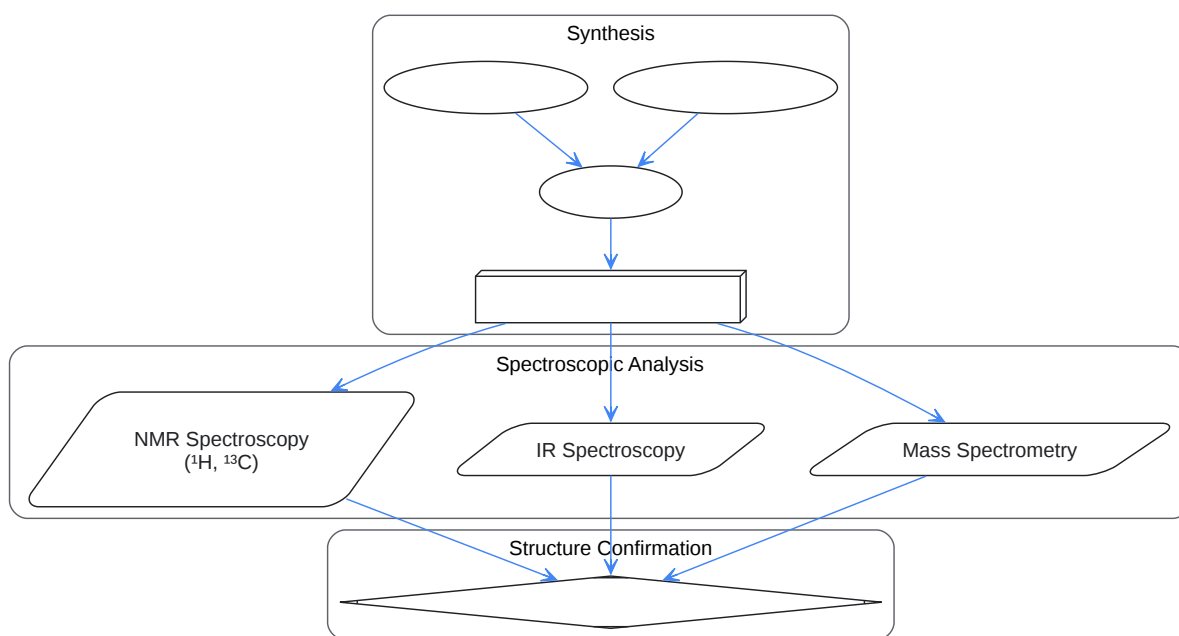 Synthesis
Spectroscopic Analysis
NMR Spectroscopy
(¹H, ¹³C)
IR Spectroscopy
Mass Spectrometry
Structure Confirmation